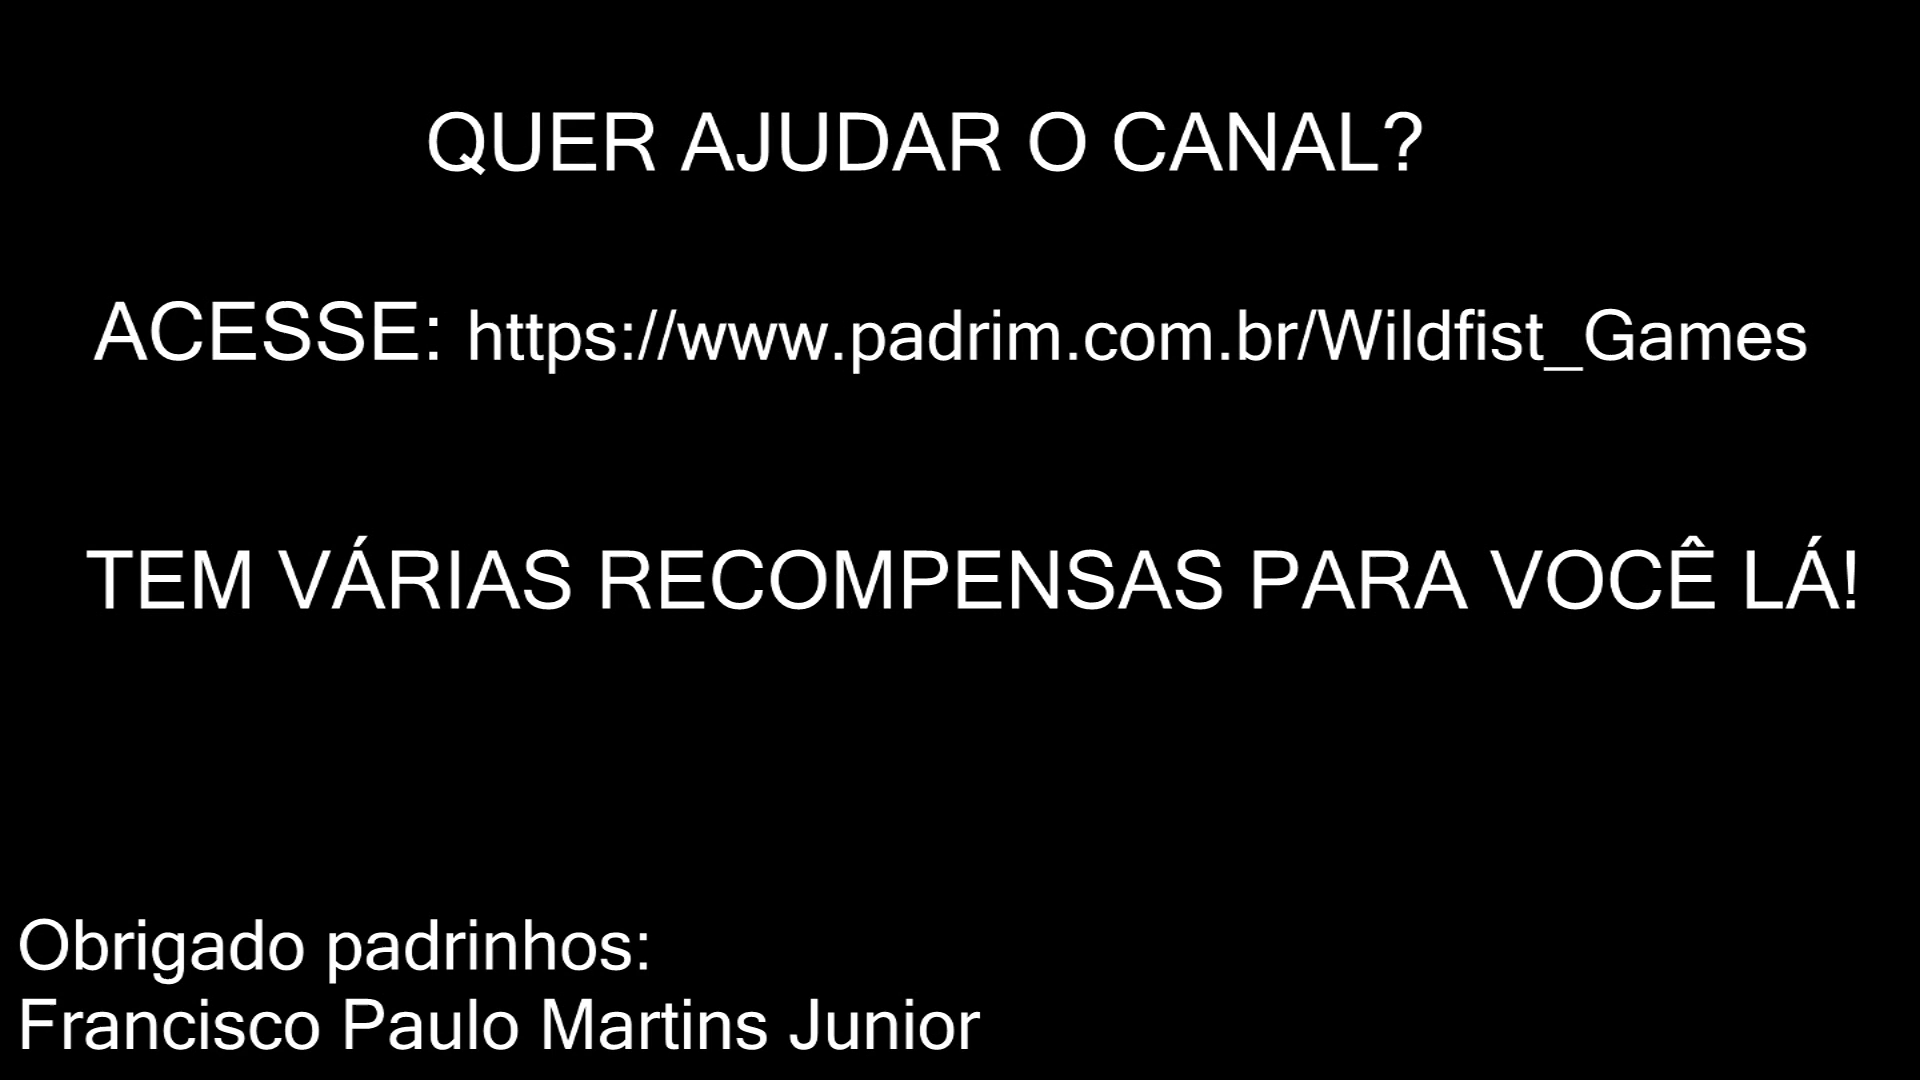 QUER AJUDAR O CANAL?
ACESSE: https://www.padrim.com.br/Wildfist_Games
TEM VÁRIAS RECOMPENSAS PARA VOCÊ LÁ!
Obrigado padrinhos:
Francisco Paulo Martins Junior